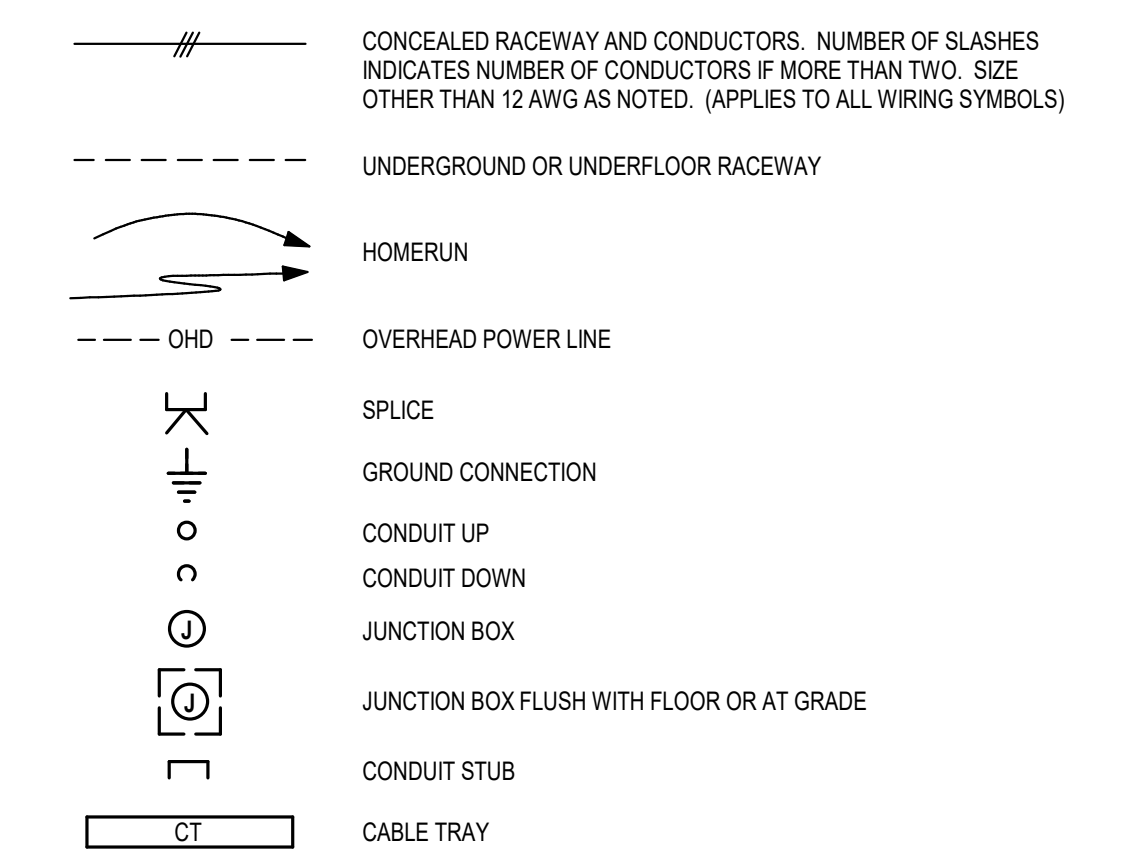 CONCEALED RACEWAY AND CONDUCTORS. NUMBER OF SLASHES
INDICATES NUMBER OF CONDUCTORS IF MORE THAN TWO. SIZE
OTHER THAN 12 AWG AS NOTED. (APPLIES TO ALL WIRING SYMBOLS)
UNDERGROUND OR UNDERFLOOR RACEWAY
HOMERUN
OHD OVERHEAD POWER LINE
SPLICE
GROUND CONNECTION
CONDUIT UP
CONDUIT DOWN
J JUNCTION BOX
J JUNCTION BOX FLUSH WITH FLOOR OR AT GRADE
CONDUIT STUB
CT CABLE TRAY